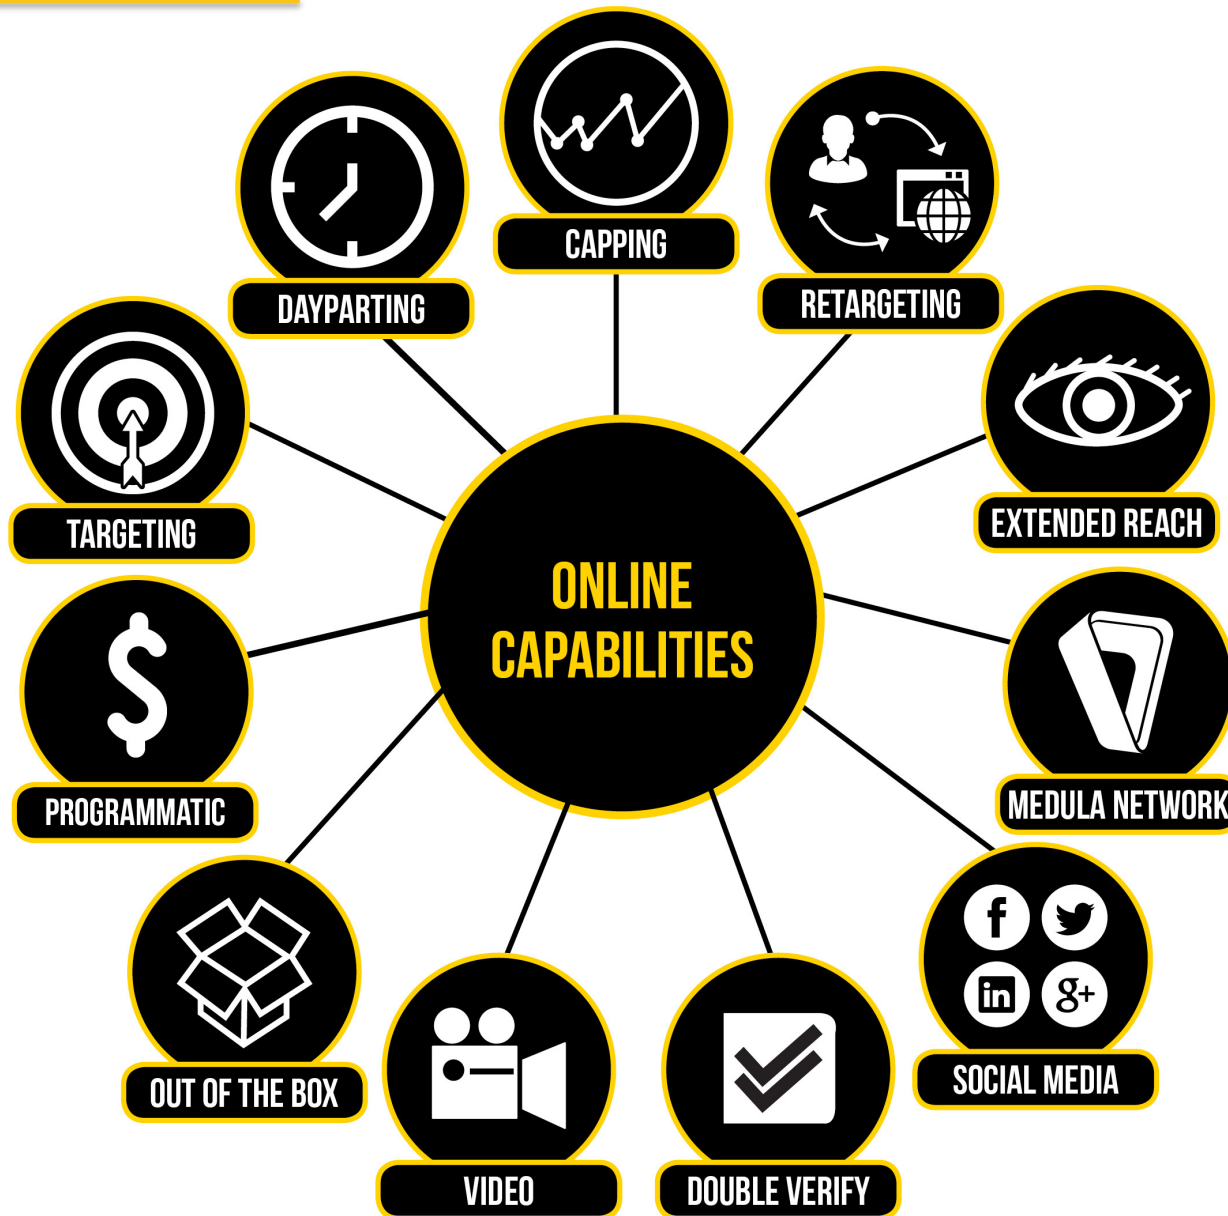 CAPPING
DAYPARTING
RETARGETING
TARGETING
EXTENDED REACH
ONLINE
CAPABILITIES
PROGRAMMATIC
MEDULA NETWORK
OUT OF THE BOX
f
in
g+
SOCIAL MEDIA
VIDEO
DOUBLE VERIFY
$